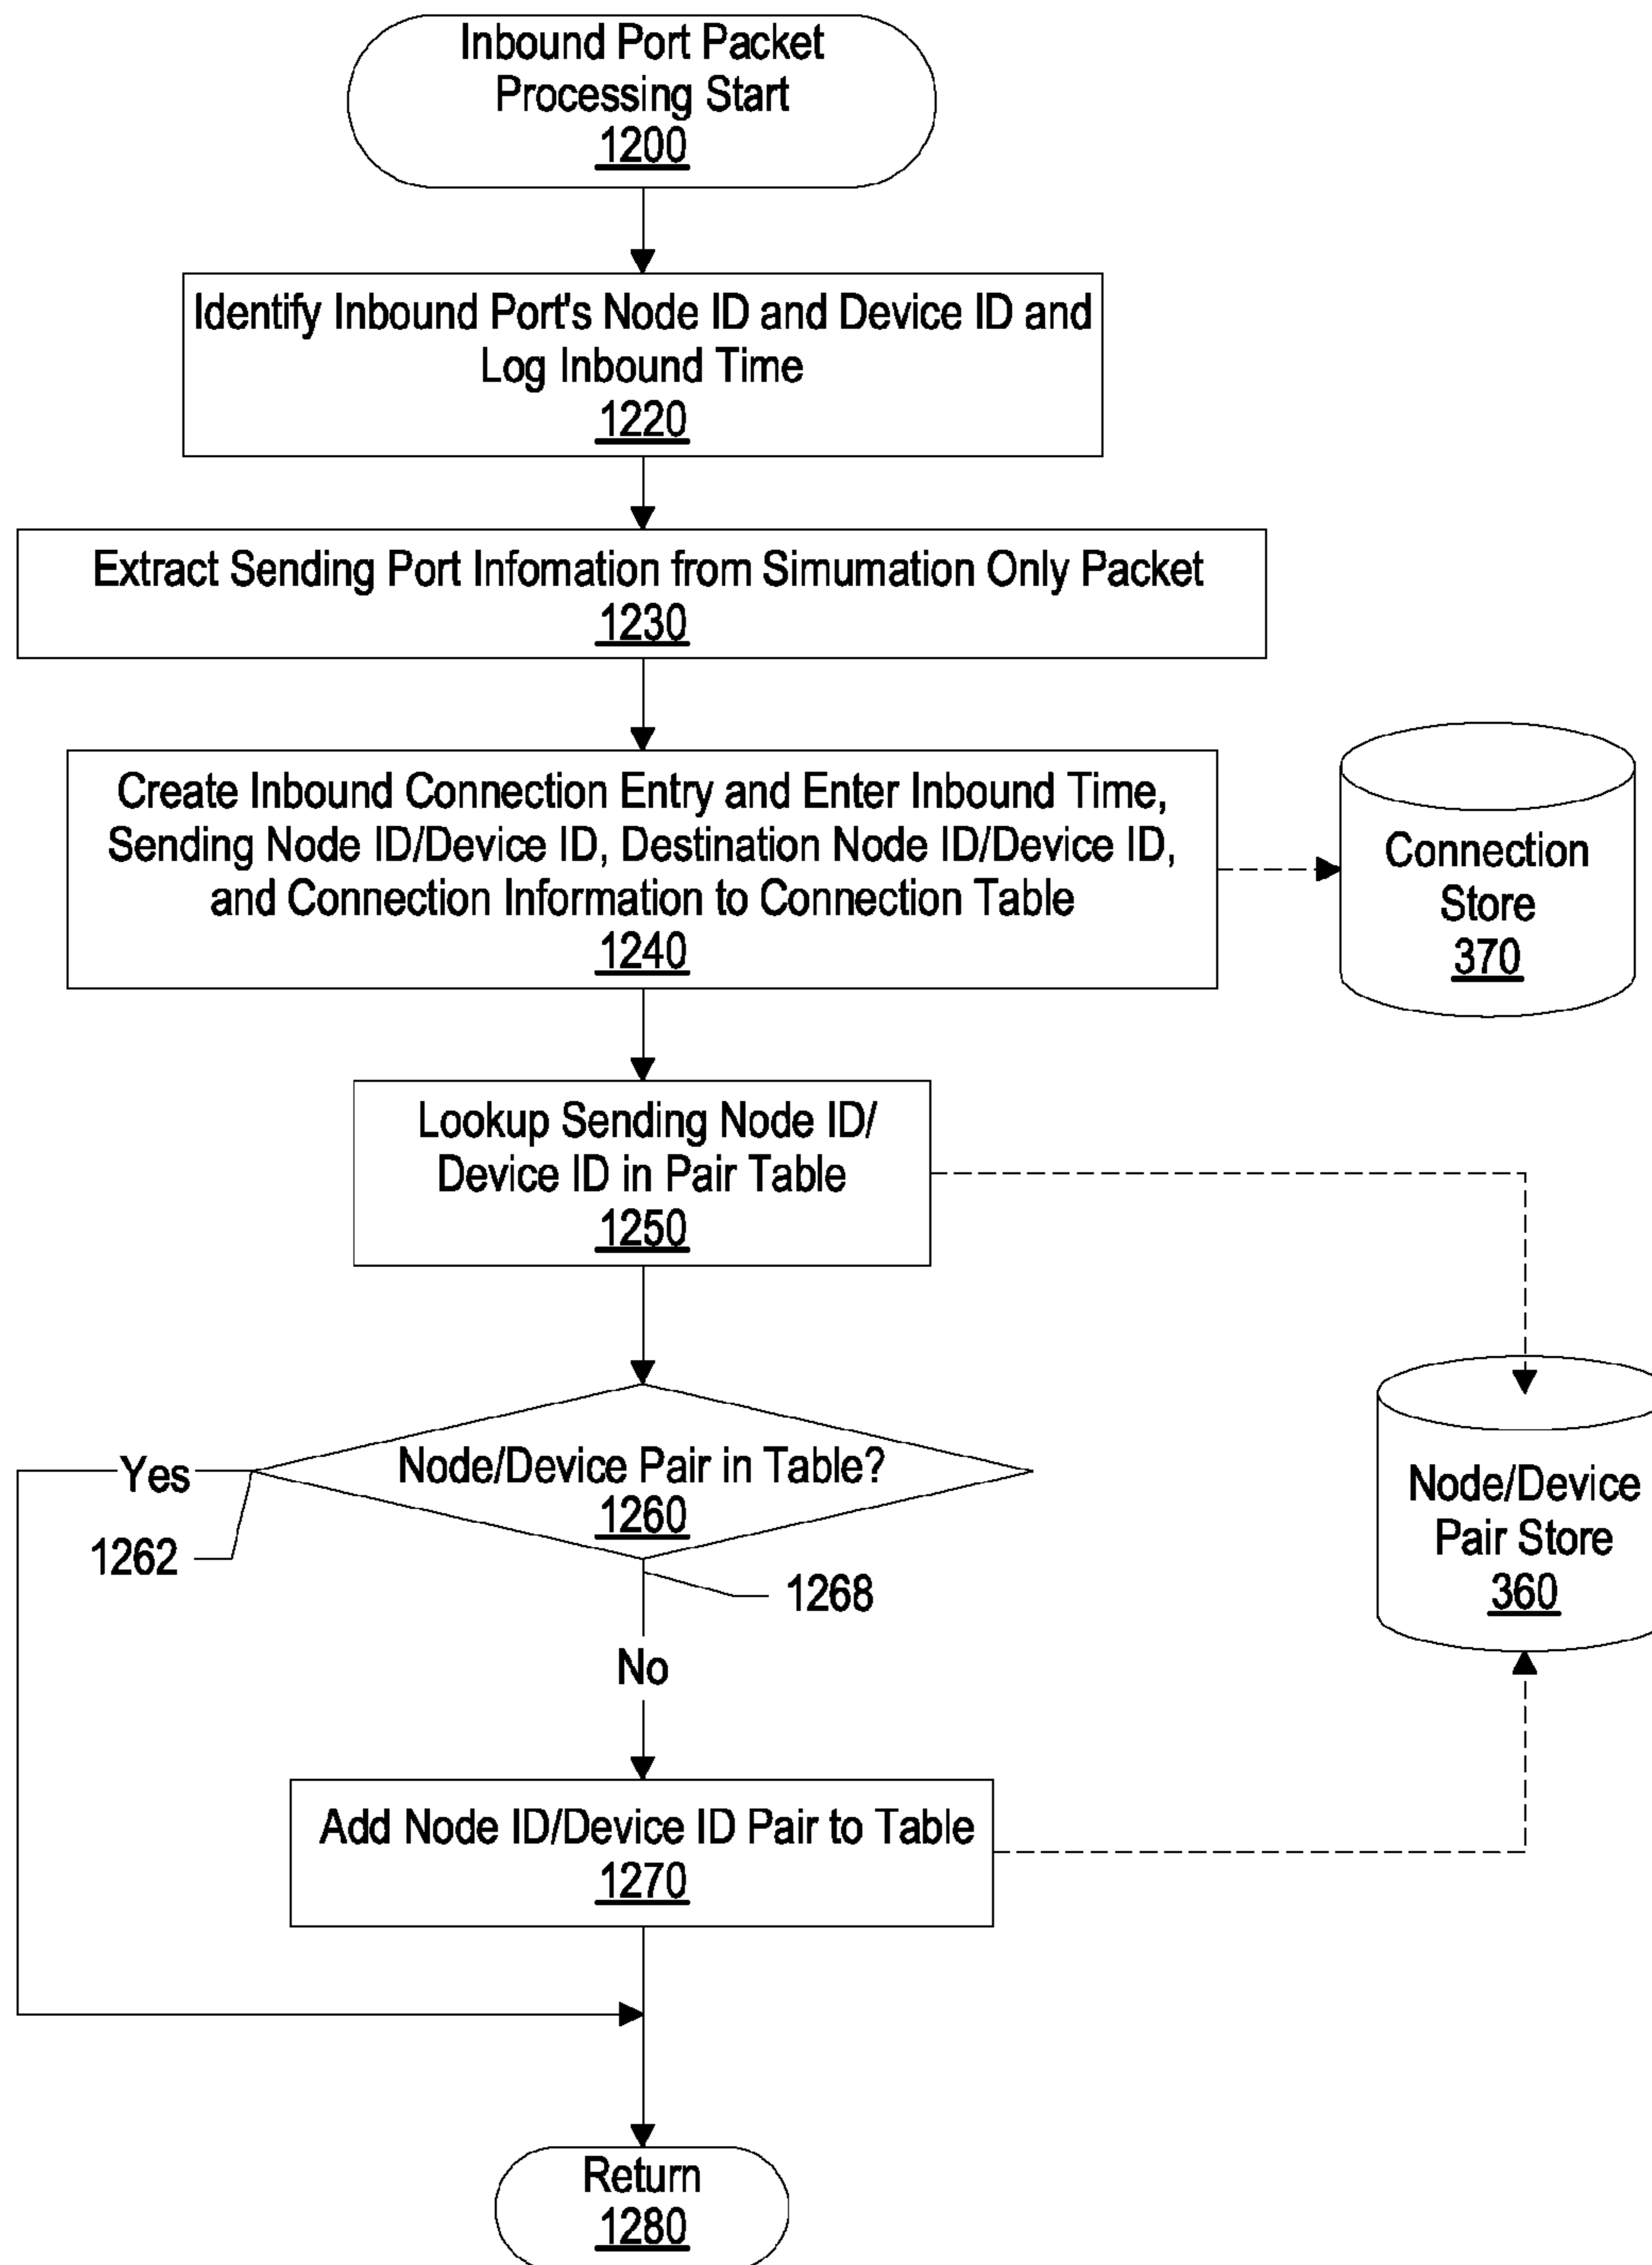 Inbound Port Packet
Processing Start
1200
Identify Inbound Port's Node ID and Device ID and
Log Inbound Time
1220
Extract Sending Port Infomation from Simumation Only Packet
1230
Create Inbound Connection Entry and Enter Inbound Time,
Sending Node ID/Device ID, Destination Node ID/Device ID,
and Connection Information to Connection Table
1240
Connection
Store
370
Lookup Sending Node ID/
Device ID in Pair Table
1250
Node/Device Pair in Table?
1260
Yes
1262
1268
No
Node/Device
Pair Store
360
Add Node ID/Device ID Pair to Table
1270
Return
1280